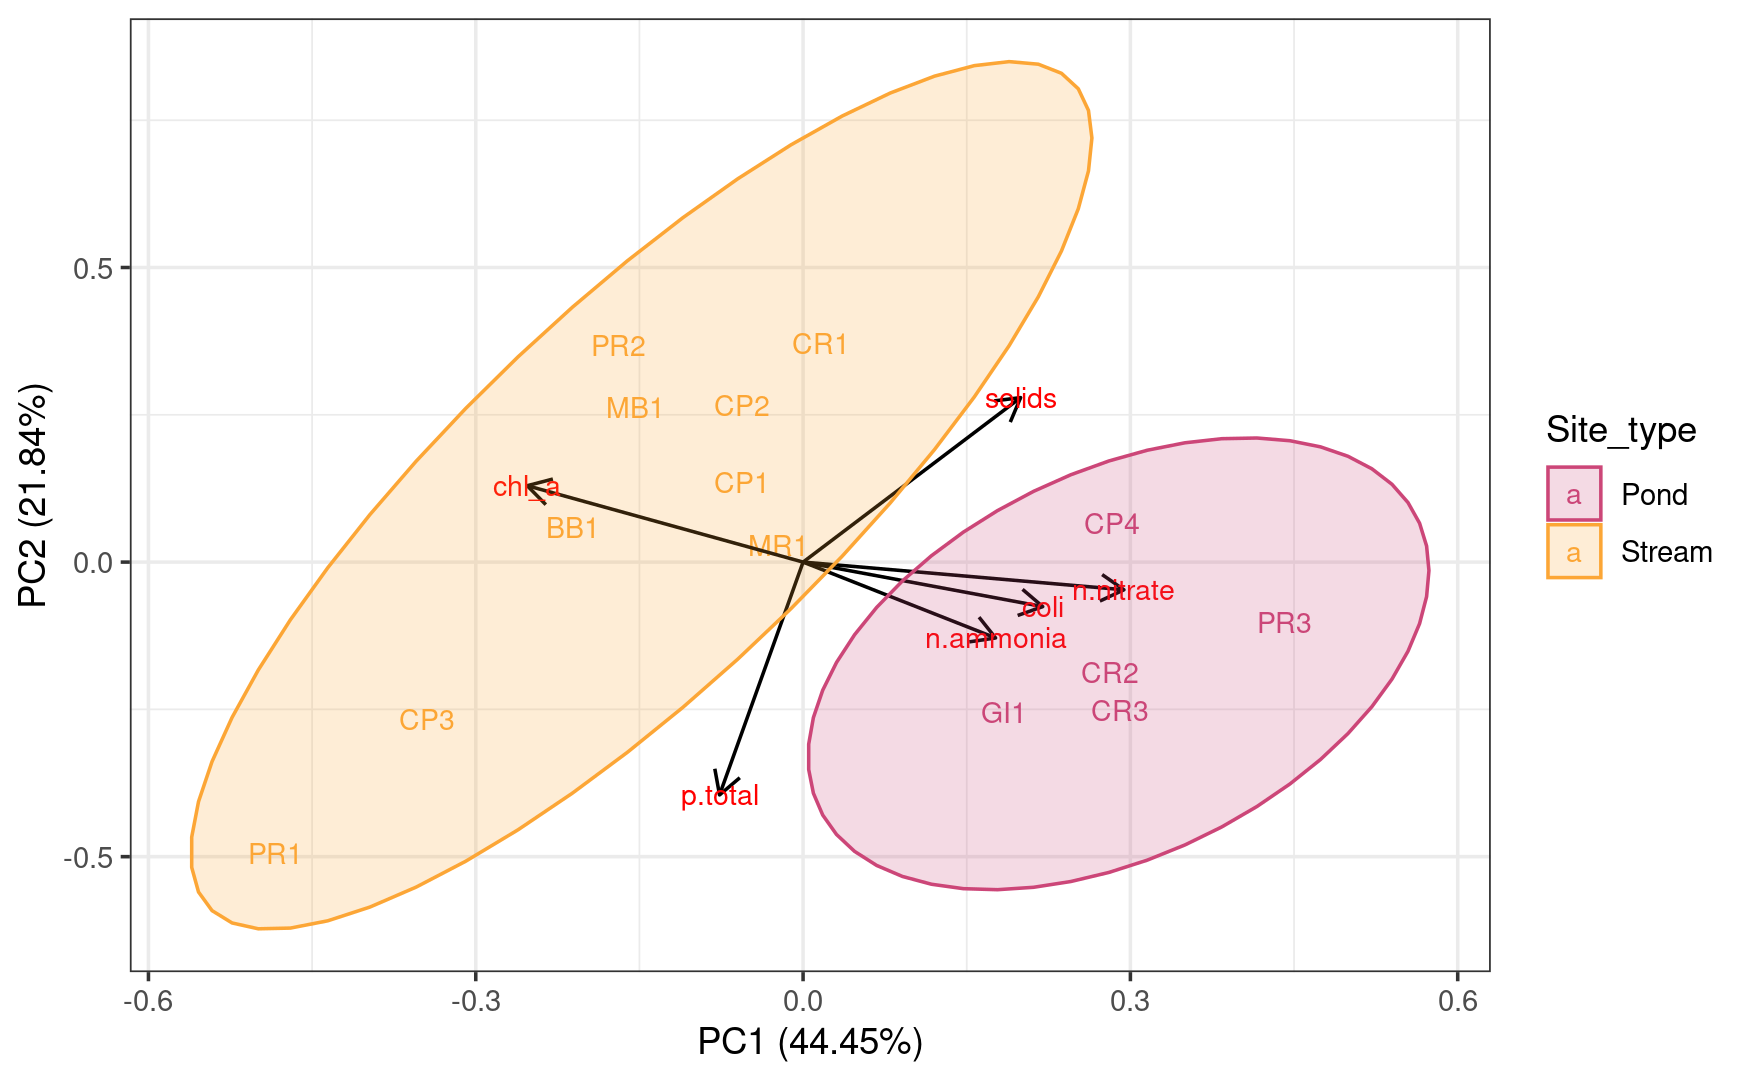 PC2 (21.84%)
0.5
0.0
-0.5
PR2
CR1
MB1
CP2
solids
chl_a
CP1
BB1
MR1
CP4
n.nitrate
coli
PR3
n.ammonia
CR2
CP3
GI1
CR3
p.total
PR1
-0.6
-0.3
0.0
0.3
0.6
PC1 (44.45%)
Site_type
a Pond
a Stream